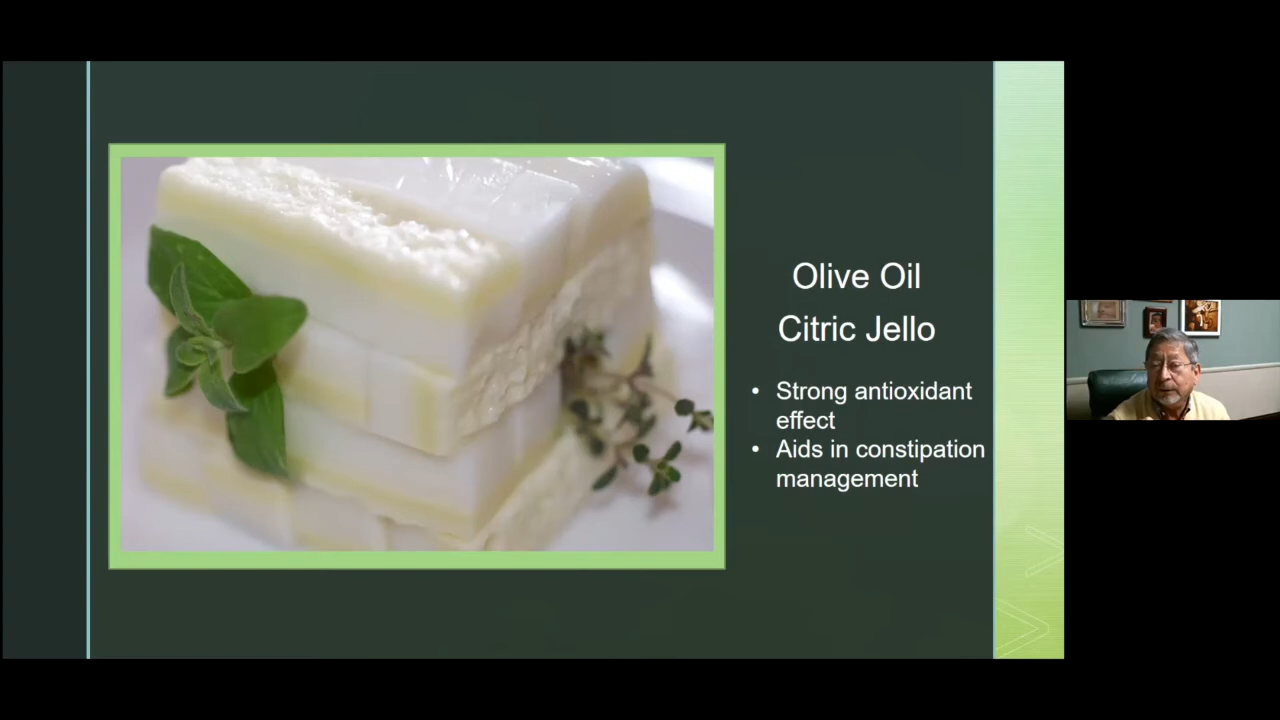 Olive Oil
Citric Jello
• Strong antioxidant
effect
• Aids in constipation
management